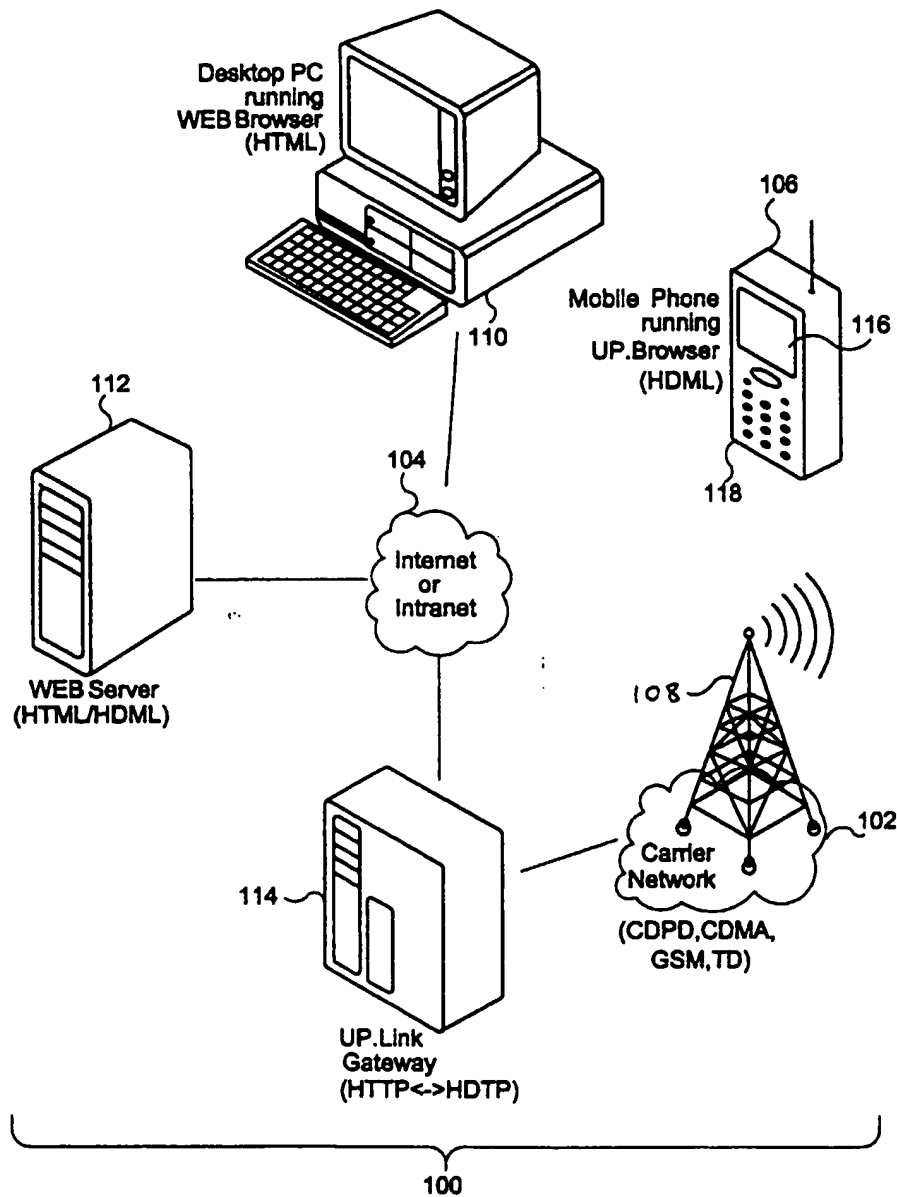 Desktop PC
running
WEB Browser
(HTML)
110
106
Mobile Phone
running
UP.Browser
(HDML)
116
118
112
104
Internet
or
Intranet
WEB Server
(HTML/HDML)
108
102
Carrier
Network
(CDPD,CDMA,
GSM,TD)
114
UP.Link
Gateway
(HTTP<->HDTP)
100